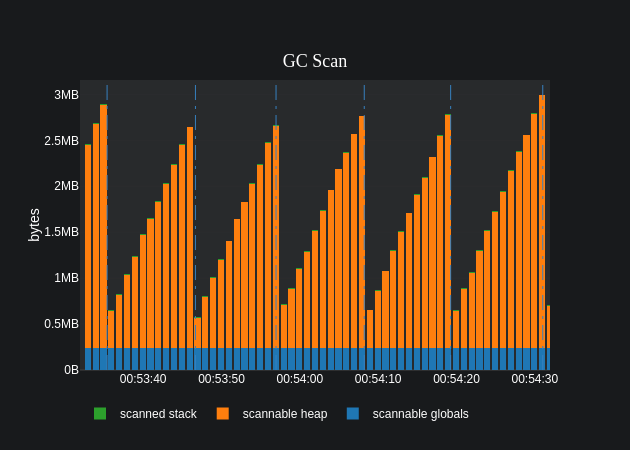 GC Scan
3MB
2.5MB
2MB
1.5MB
1MB
0.5MB
0B
bytes
00:53:40 00:53:50 00:54:00 00:54:10 00:54:20 00:54:30
scanned stack scannable heap scannable globals